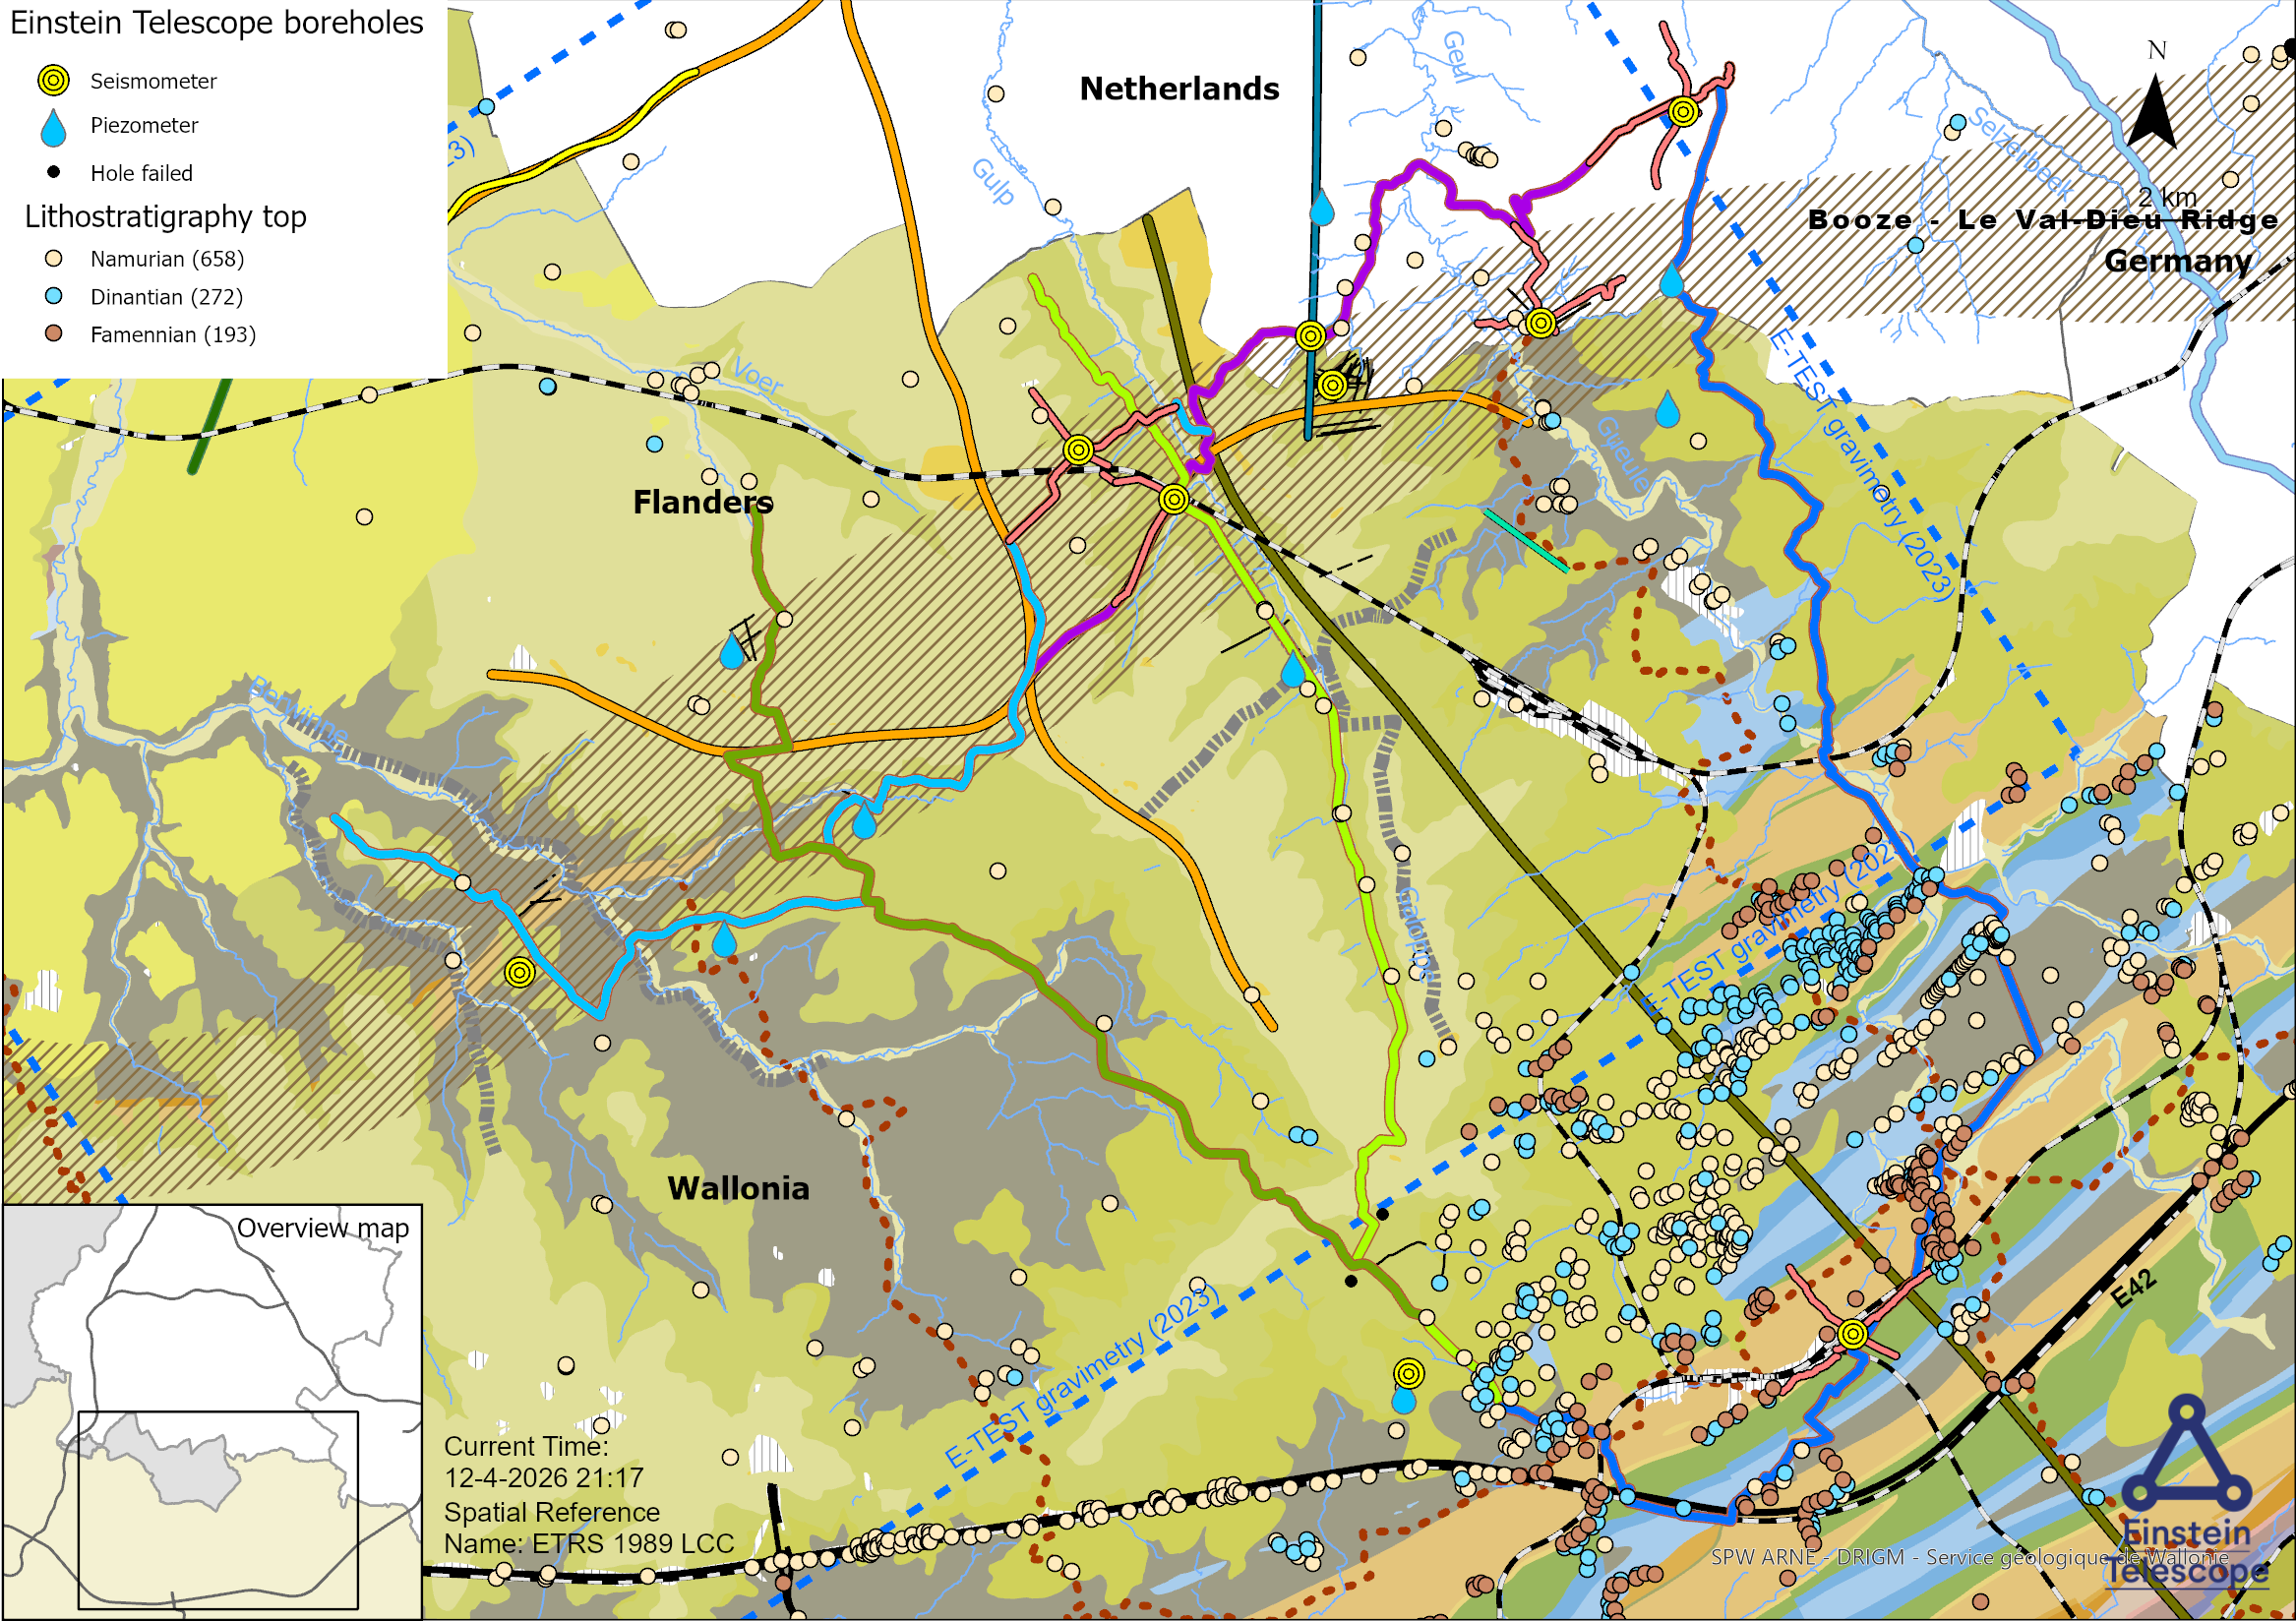 Einstein Telescope boreholes
Seismometer
Piezometer
Hole failed
Lithostratigraphy top
Namurian (658)
Dinantian (272)
Famennian (193)
23)
Netherlands
Geul
Gulp
Selzerbeek
N
2 km
Booze - Le Val-Dieu Ridge
Germany
E-TEST gravimetry (2023)
Voer
Gueule
Flanders
Berwinne
Galoppe
E-TEST gravimetry (202
Wallonia
E-TEST gravimetry (2023)
E42
Overview map
Current Time:
12-4-2026 21:17
Spatial Reference
Name: ETRS 1989 LCC
Einstein
Telescope
SPW ARNE - DRIGM - Service géologique de Wallonie